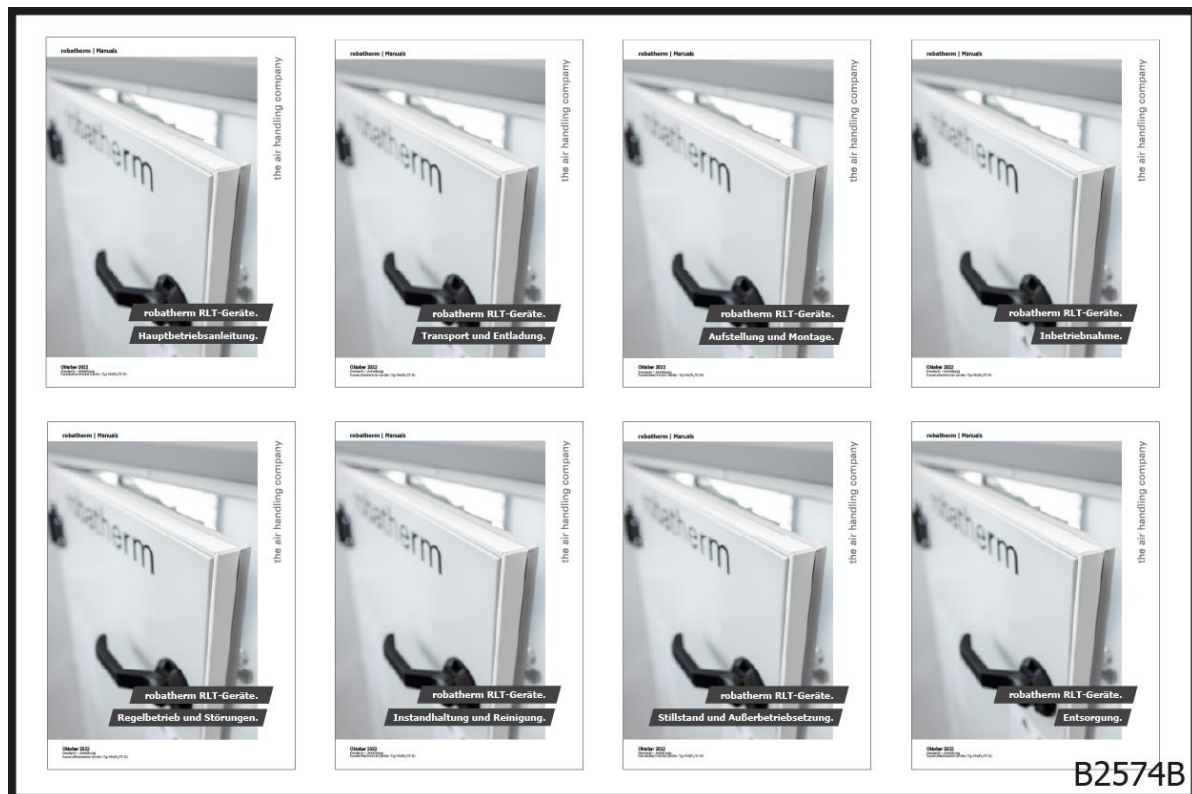 robatherm | Manuals
the air handling company
robatherm
robatherm RLT-Geräte.
Hauptbetriebsanleitung.
Oktober 2022
robatherm | Manuals
the air handling company
robatherm
robatherm RLT-Geräte.
Transport und Entladung.
Oktober 2022
robatherm | Manuals
the air handling company
robatherm
robatherm RLT-Geräte.
Aufstellung und Montage.
Oktober 2022
robatherm | Manuals
the air handling company
robatherm
robatherm RLT-Geräte.
Inbetriebnahme.
Oktober 2022
robatherm | Manuals
the air handling company
robatherm
robatherm RLT-Geräte.
Regelbetrieb und Störungen.
Oktober 2022
robatherm | Manuals
the air handling company
robatherm
robatherm RLT-Geräte.
Instandhaltung und Reinigung.
Oktober 2022
robatherm | Manuals
the air handling company
robatherm
robatherm RLT-Geräte.
Stillstand und Außerbetriebsetzung.
Oktober 2022
robatherm | Manuals
the air handling company
robatherm
robatherm RLT-Geräte.
Entsorgung.
Oktober 2022
B2574B